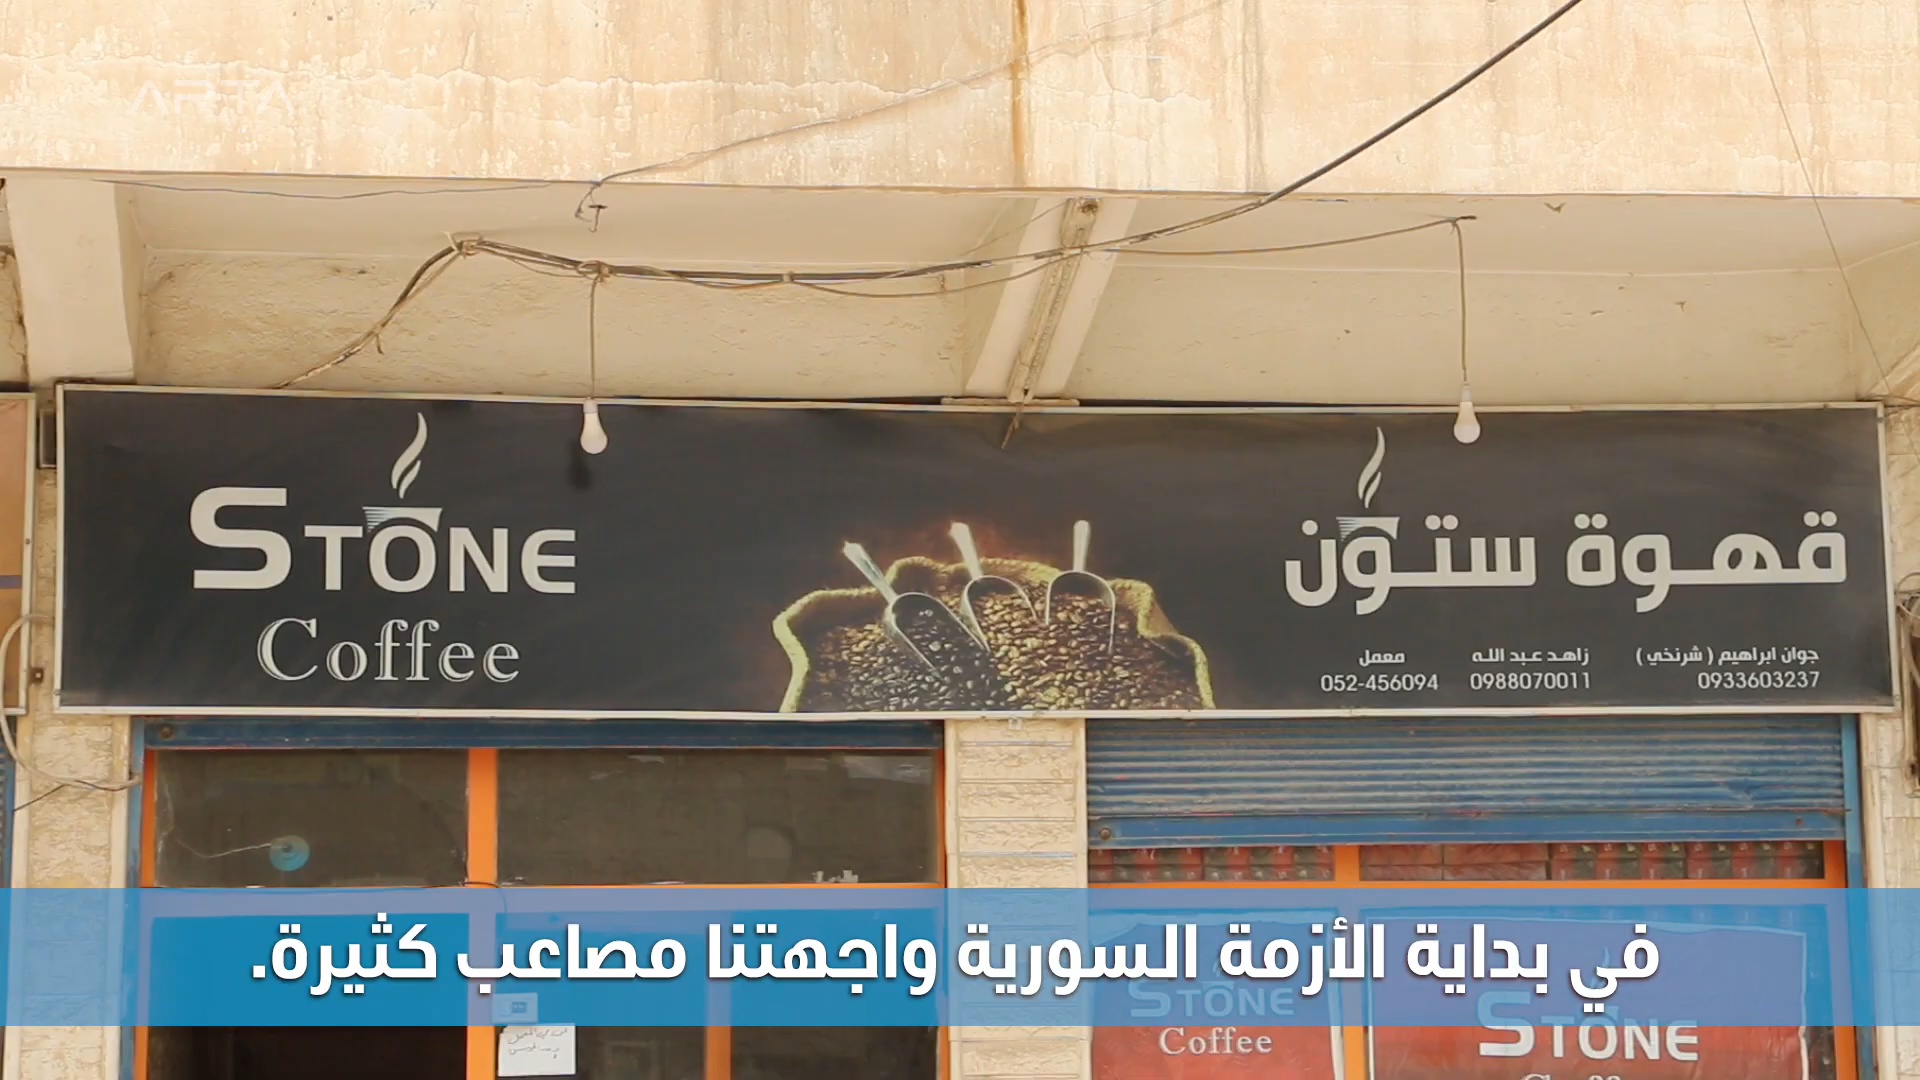 ARTA
STONE
Coffee
قهوة ستون
جوان ابراهيم ( شرنخي )
0933603237
زاهد عبد الله
0988070011
معمل
052-456094
في بداية الأزمة السورية واجهتنا مصاعب كثيرة.
STONE
Coffee
STONE